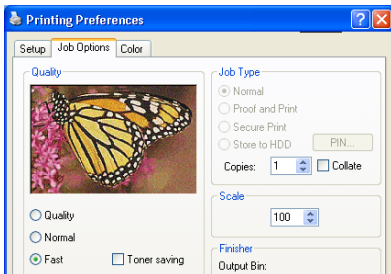 Printing Preferences
Setup
Job Options
Color
Quality
Quality
Normal
Fast
Toner saving
Job Type
Normal
Proof and Print
Secure Print
Store to HDD
PIN...
Copies:
1
Collate
Scale
100
Finisher
Output Bin: